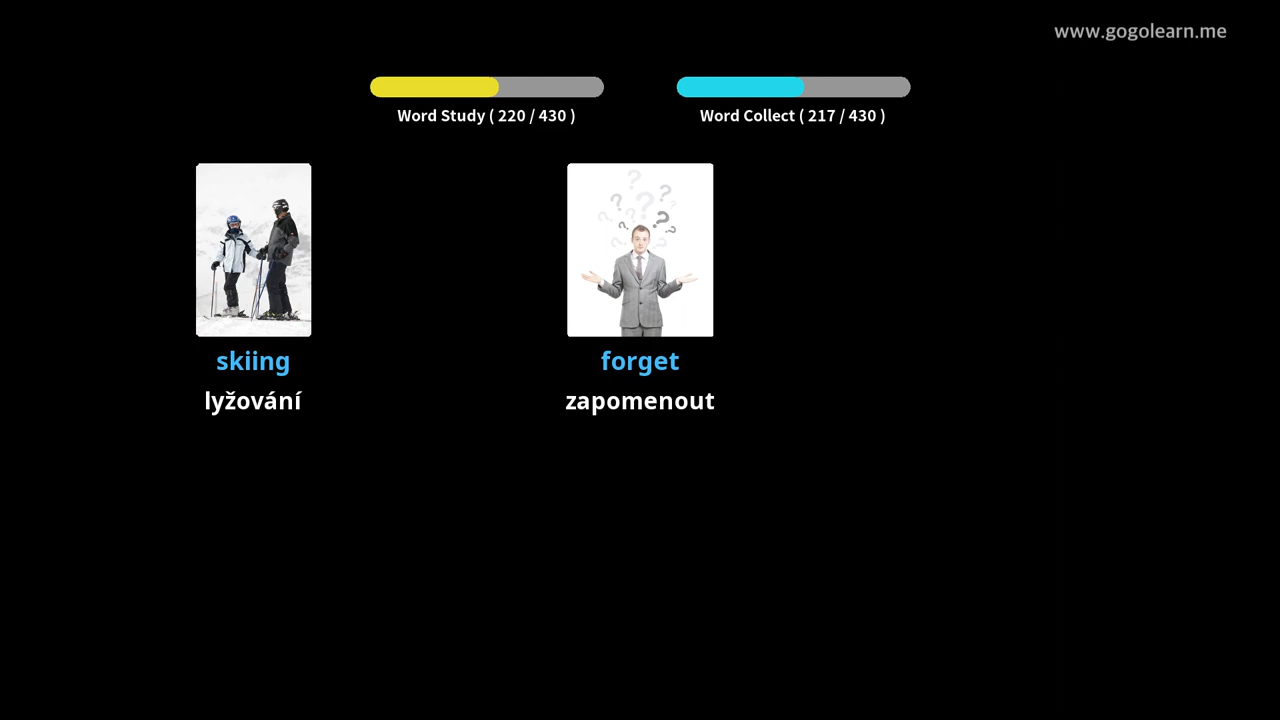 www.gogolearn.me
Word Study ( 220 / 430 )
Word Collect ( 217 / 430 )
skiing
forget
lyžování
zapomenout